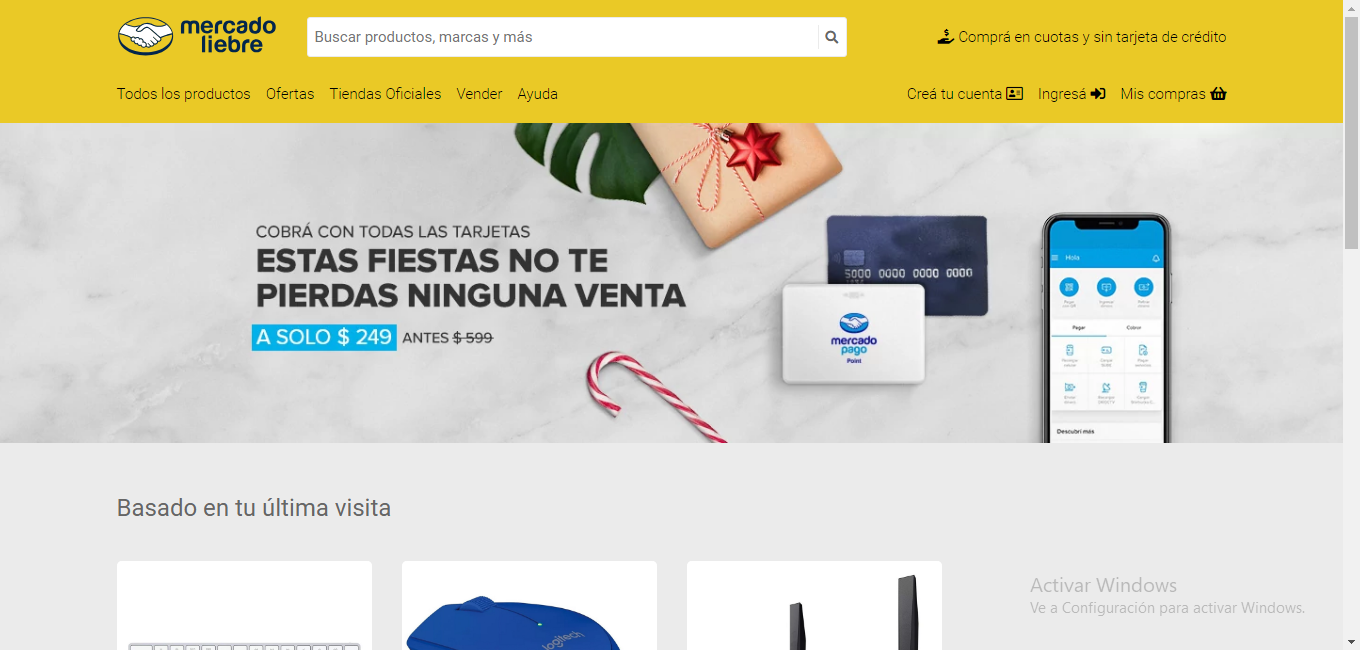 mercado
liebre
Buscar productos, marcas y más
Comprá en cuotas y sin tarjeta de crédito
Todos los productos Ofertas Tiendas Oficiales Vender Ayuda
Creá tu cuenta Ingresá Mis compras
COBRÁ CON TODAS LAS TARJETAS
ESTAS FIESTAS NO TE
PIERDAS NINGUNA VENTA
A SOLO $ 249 ANTES $ 599
5000 0000 0000 0000
mercado
pago
Point
Hola
Pagar Cobrar
Descubrí más
Basado en tu última visita
logitech
Activar Windows
Ve a Configuración para activar Windows.